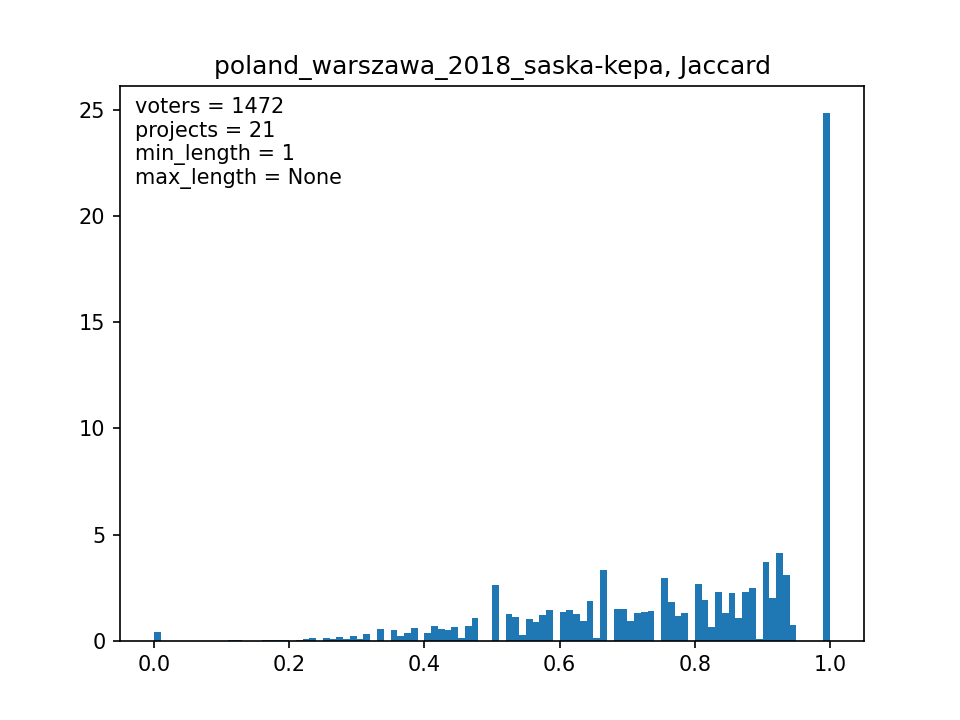 poland_warszawa_2018_saska-kepa, Jaccard
voters = 1472
projects = 21
min_length = 1
max_length = None
25
20
15
10
5
0
0.0 0.2 0.4 0.6 0.8 1.0